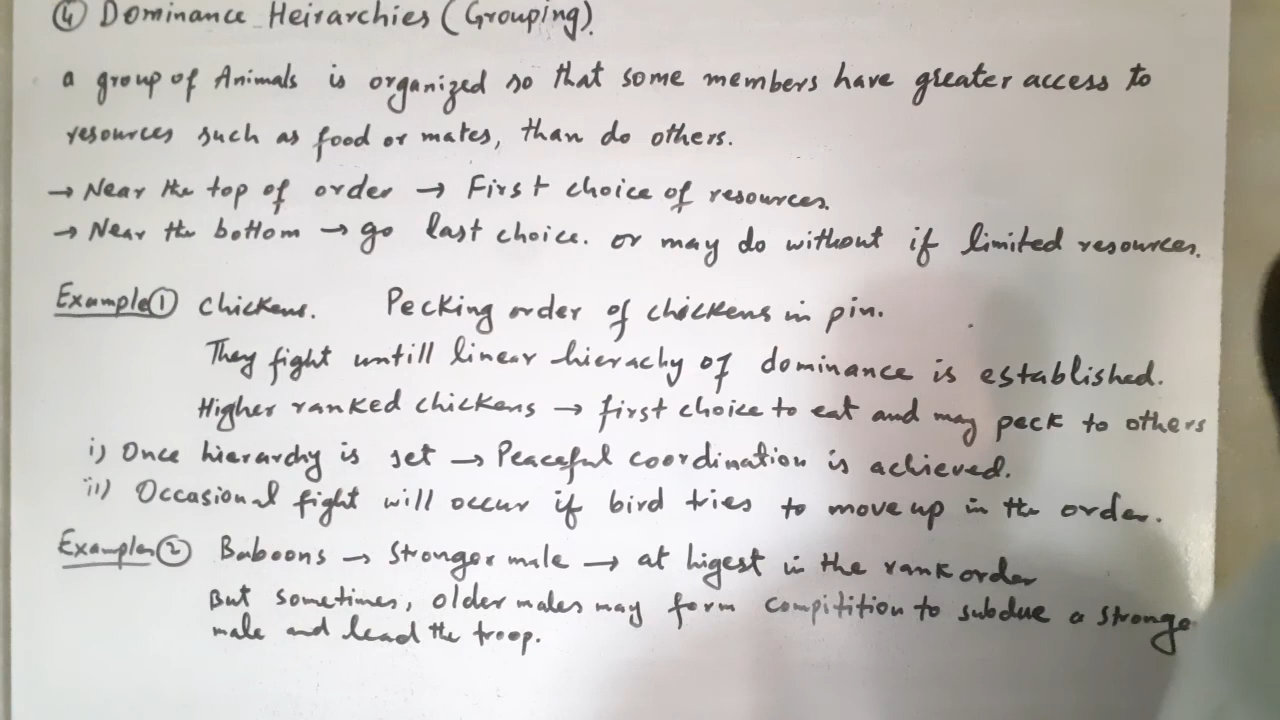 ④ Dominance Heirarchies (Grouping).
a group of Animals is organized so that some members have greater access to
resources such as food or mates, than do others.
→ Near the top of order → First choice of resources.
→ Near the bottom → go last choice. or may do without if limited resources.
Example① Chickens. Pecking order of chickens in pin.
They fight untill linear hierachy of dominance is established.
Higher ranked chickens → first choice to eat and may peck to others
i) Once hierarchy is set → Peaceful coordination is achieved.
ii) Occasional fight will occur if bird tries to move up in the order.
Example② Baboons → Stronger male → at higest in the rank order
But sometimes, older males may form compitition to subdue a stronge
male and lead the troop.